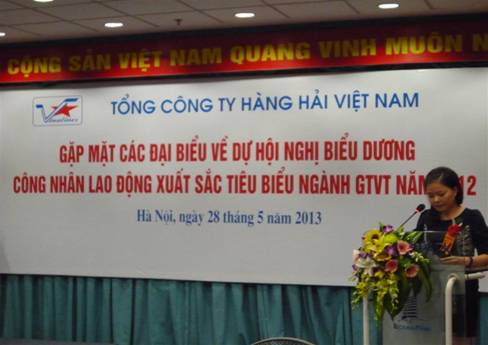 CỘNG SẢN VIỆT NAM QUANG VINH MUÔN N
TỔNG CÔNG TY HÀNG HẢI VIỆT NAM
GẶP MẶT CÁC ĐẠI BIỂU VỀ DỰ HỘI NGHỊ BIỂU DƯƠNG
CÔNG NHÂN LAO ĐỘNG XUẤT SẮC TIÊU BIỂU NGÀNH GTVT NĂM 12
Hà Nội, ngày 28 tháng 5 năm 2013